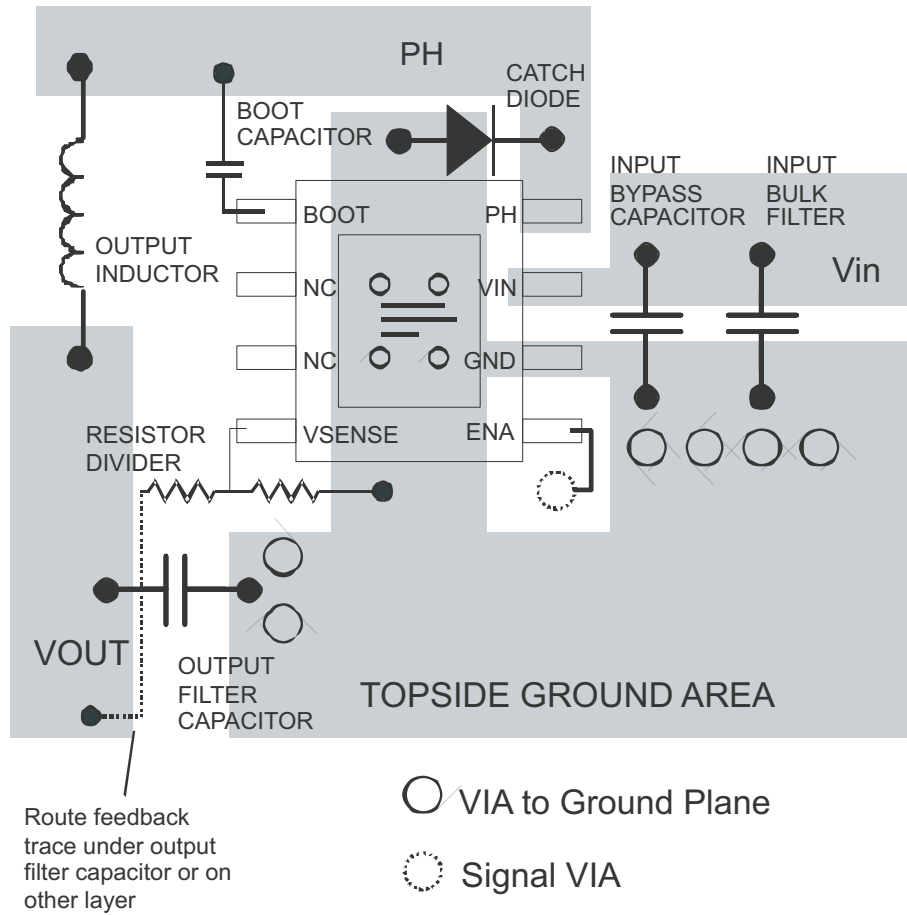 PH
CATCH
DIODE
BOOT
CAPACITOR
INPUT
BYPASS
CAPACITOR
INPUT
BULK
FILTER
BOOT
PH
OUTPUT
INDUCTOR
NC
VIN
Vin
NC
GND
RESISTOR
DIVIDER
VSENSE
ENA
VOUT
OUTPUT
FILTER
CAPACITOR
TOPSIDE GROUND AREA
Route feedback
trace under output
filter capacitor or on
other layer
VIA to Ground Plane
Signal VIA